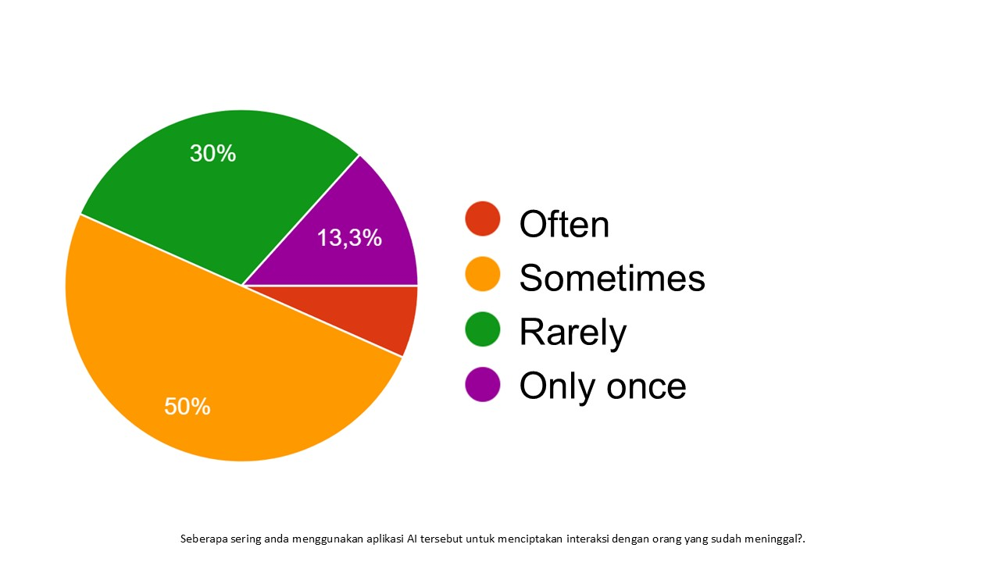 30%
13,3%
50%
Often
Sometimes
Rarely
Only once
Seberapa sering anda menggunakan aplikasi AI tersebut untuk menciptakan interaksi dengan orang yang sudah meninggal?.